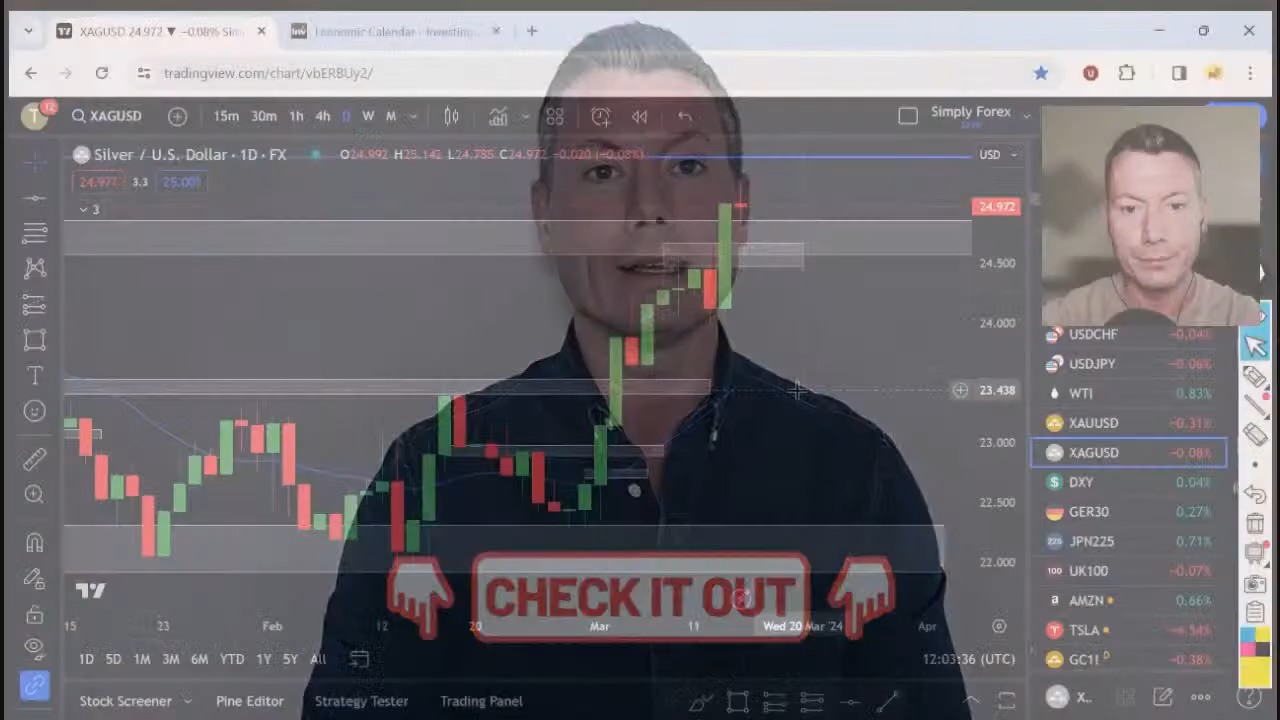 XAGUSD 24.972 ▼ −0.08% Sim
Economic Calendar - Investing...
tradingview.com/chart/vbERBUy2/
T
12
XAGUSD
15m 30m 1h 4h D W M
Simply Forex
Save
Silver / U.S. Dollar · 1D · FX
O24.992 H25.142 L24.785 C24.972 −0.020 (−0.08%)
USD
24.972 3.3 25.005
3
24.972
24.500
24.000
23.438
23.000
22.500
22.000
USDCHF −0.04%
USDJPY −0.06%
WTI 0.83%
XAUUSD −0.31%
XAGUSD −0.08%
DXY 0.04%
GER30 0.27%
JPN225 0.71%
UK100 −0.07%
AMZN 0.66%
TSLA −4.54%
GC1! D −0.38%
CHECK IT OUT
15 23 Feb 12 20 Mar 11 Wed 20 Mar '24 Apr
1D 5D 1M 3M 6M YTD 1Y 5Y All
12:03:36 (UTC)
Stock Screener Pine Editor Strategy Tester Trading Panel
X..